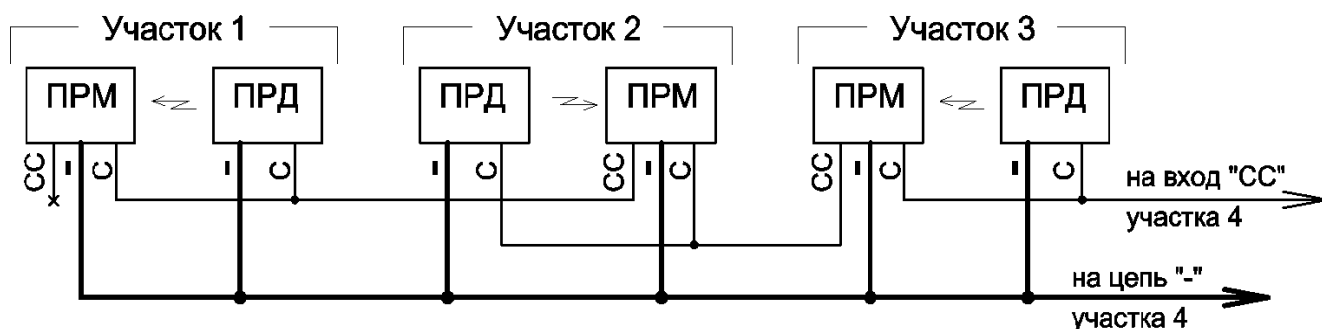 Участок 1
Участок 2
Участок 3
ПРМ
ПРД
ПРД
ПРМ
ПРМ
ПРД
СС
-
С
-
С
-
С
СС
-
С
СС
-
С
-
С
на вход "СС"
участка 4
на цепь "-"
участка 4